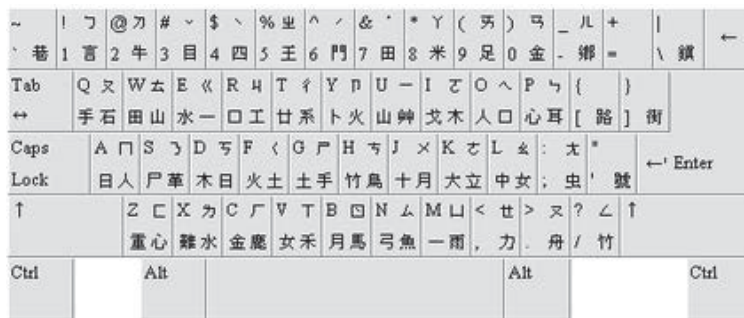 ~ ! ㄅ @ ㄉ # ˇ $ ˋ % ㄓ ^ ˊ & ˙ * ㄚ ( ㄞ ) ㄢ _ ㄦ + | ←
` 巷 1 言 2 牛 3 目 4 四 5 王 6 門 7 田 8 米 9 足 0 金 - 鄉 = \ 鎮
Tab Q ㄆ W ㄊ E ㄍ R ㄐ T ㄔ Y ㄗ U ㄧ I ㄛ O ㄟ P ㄣ { }
↔ 手石 田山 水一 口工 廿系 卜火 山艸 戈木 人口 心耳 [ 路 ] 街
Caps A ㄇ S ㄋ D ㄎ F ㄑ G ㄕ H ㄘ J ㄨ K ㄜ L ㄠ : ㄤ " ←' Enter
Lock 日人 尸革 木日 火土 土手 竹鳥 十月 大立 中女 ; 虫 ' 號
↑ Z ㄈ X ㄌ C ㄏ V ㄒ B ㄖ N ㄙ M ㄩ < ㄝ > ㄡ ? ㄥ ↑
重心 難水 金鹿 女禾 月馬 弓魚 一雨 , 力 . 舟 / 竹
Ctrl Alt Alt Ctrl